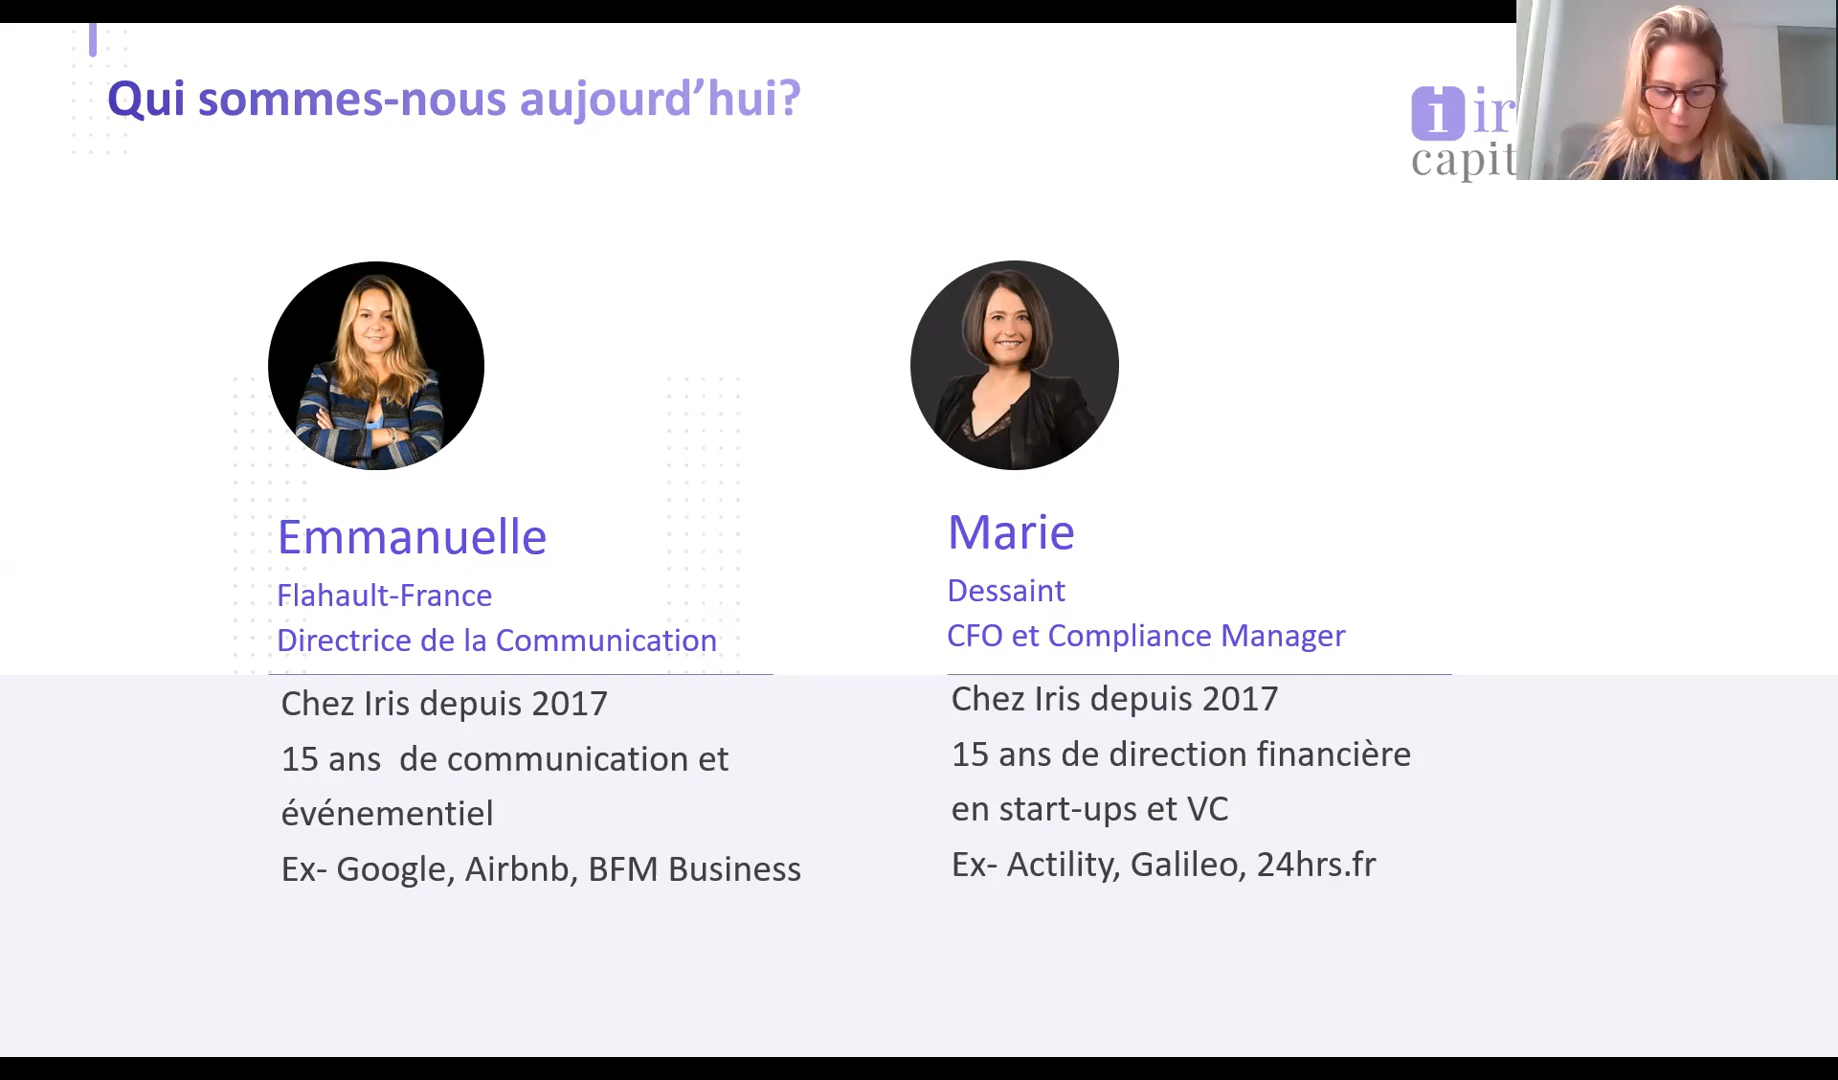 Qui sommes-nous aujourd’hui?
i ir
capit
Emmanuelle
Flahault-France
Directrice de la Communication
Chez Iris depuis 2017
15 ans  de communication et
événementiel
Ex- Google, Airbnb, BFM Business
Marie
Dessaint
CFO et Compliance Manager
Chez Iris depuis 2017
15 ans de direction financière
en start-ups et VC
Ex- Actility, Galileo, 24hrs.fr